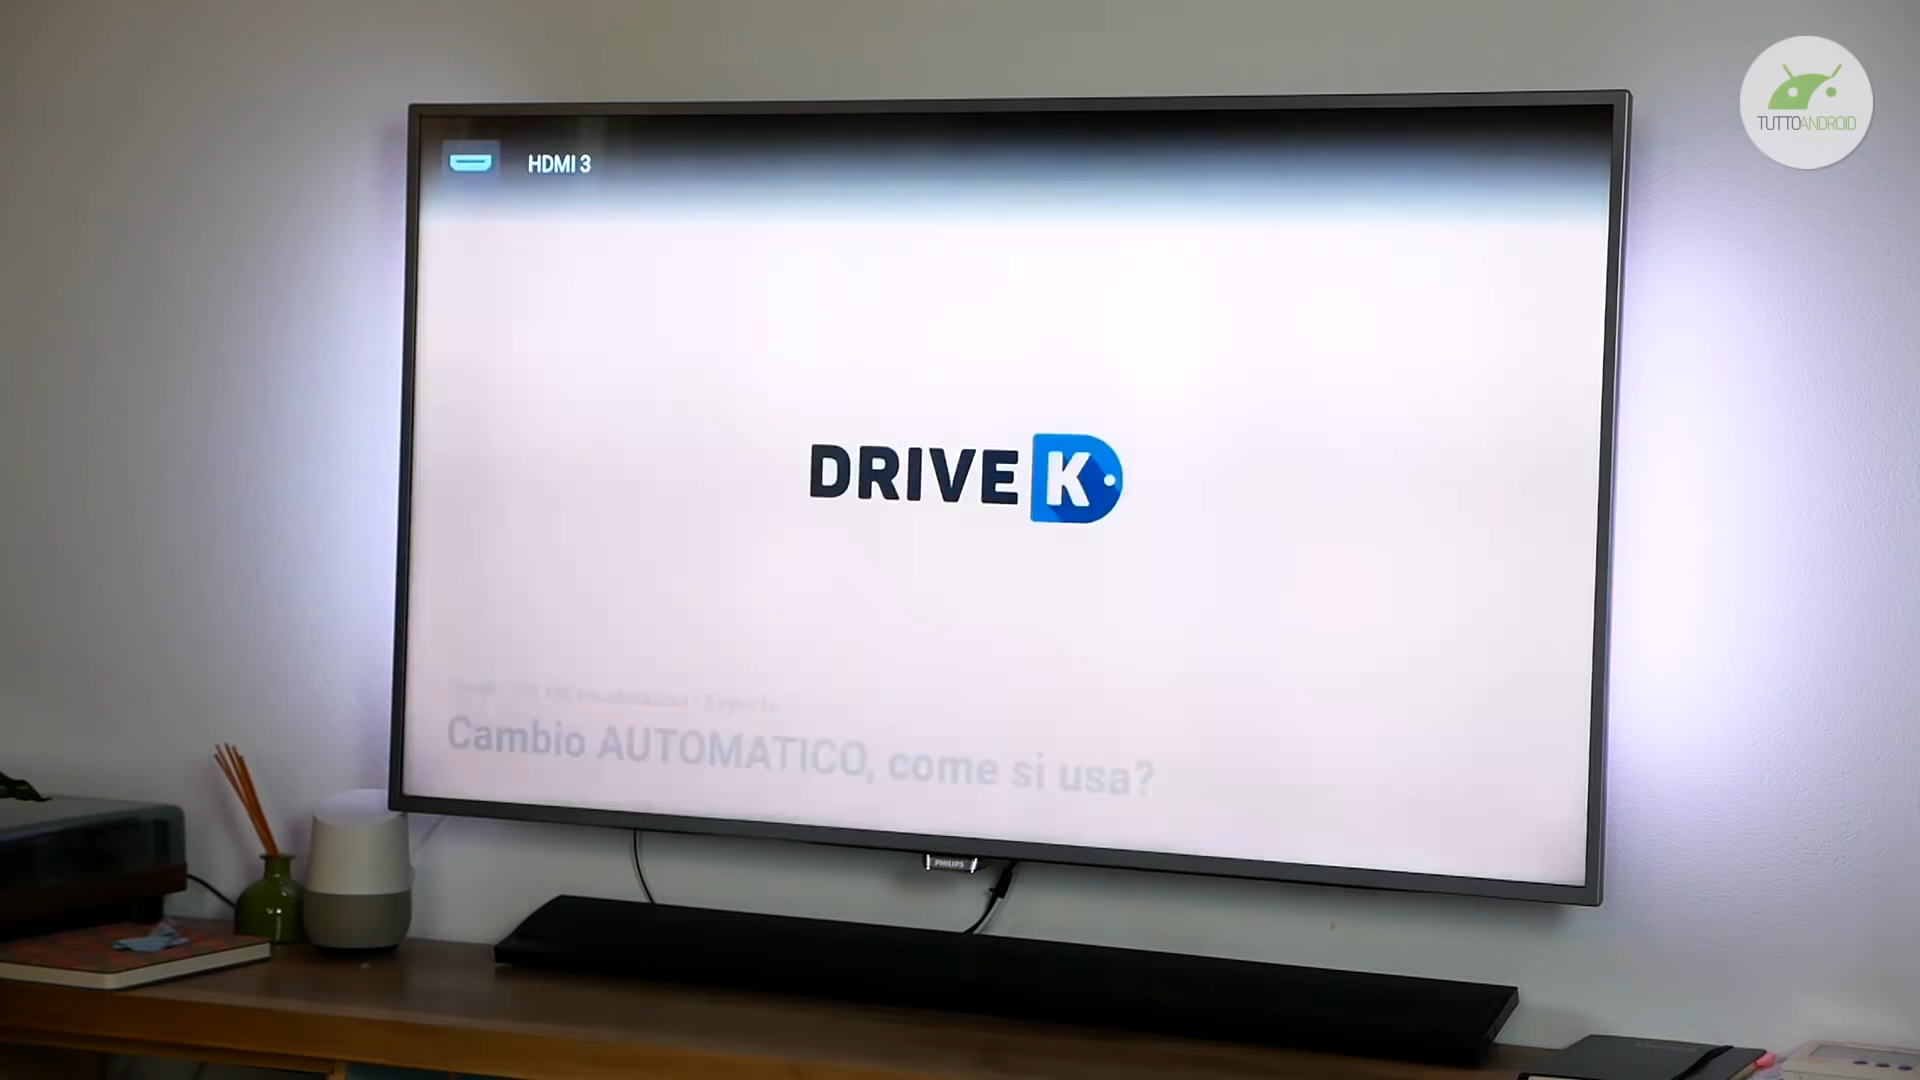 TUTTOANDROID
HDMI 3
DRIVE K
Cambio AUTOMATICO, come si usa?
PHILIPS